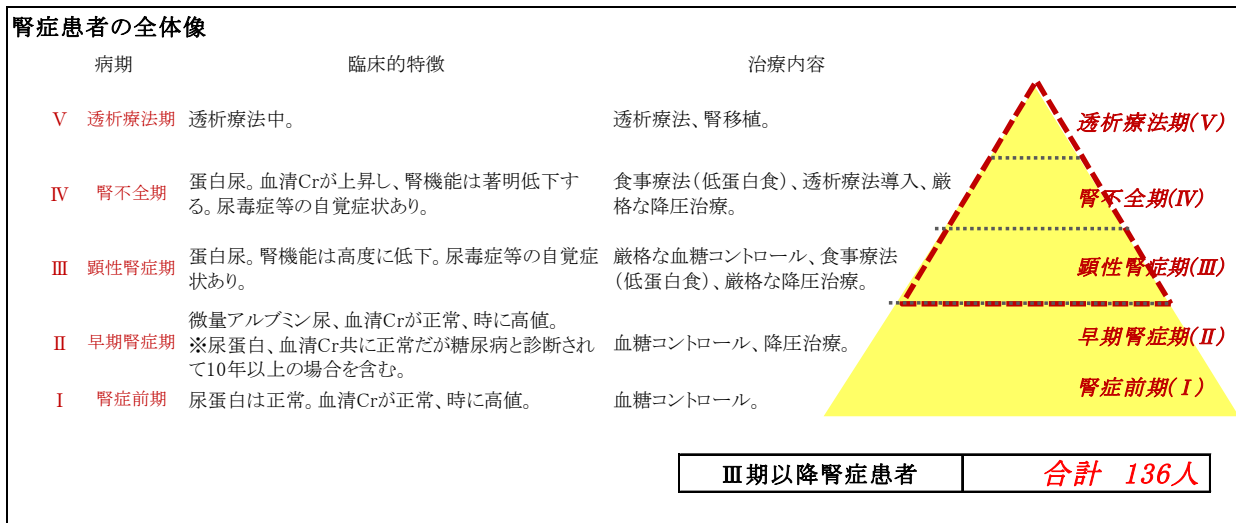 腎症患者の全体像
病期 臨床的特徴 治療内容
Ⅴ 透析療法期 透析療法中。 透析療法、腎移植。
Ⅳ 腎不全期 蛋白尿。血清Crが上昇し、腎機能は著明低下す
る。尿毒症等の自覚症状あり。
食事療法(低蛋白食)、透析療法導入、厳
格な降圧治療。
Ⅲ 顕性腎症期 蛋白尿。腎機能は高度に低下。尿毒症等の自覚症
状あり。
厳格な血糖コントロール、食事療法
(低蛋白食)、厳格な降圧治療。
Ⅱ 早期腎症期 微量アルブミン尿、血清Crが正常、時に高値。
※尿蛋白、血清Cr共に正常だが糖尿病と診断され
て10年以上の場合を含む。
血糖コントロール、降圧治療。
Ⅰ 腎症前期 尿蛋白は正常。血清Crが正常、時に高値。 血糖コントロール。
透析療法期(Ⅴ)
腎不全期(Ⅳ)
顕性腎症期(Ⅲ)
早期腎症期(Ⅱ)
腎症前期(Ⅰ)
Ⅲ期以降腎症患者 合計 136人